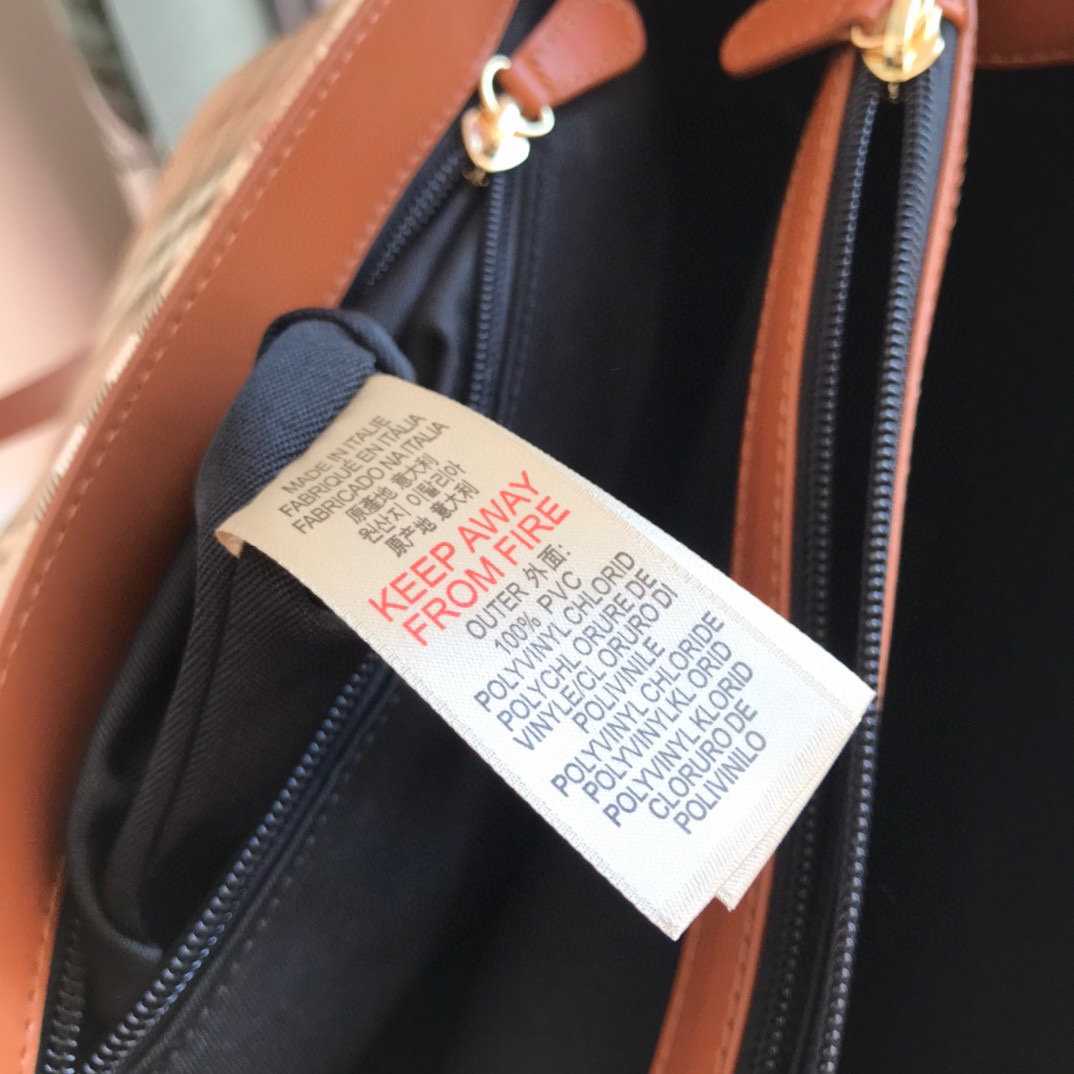 MADE IN ITALIE
FABRIQUÉ EN ITÁLIA
FABRICADO NA ITALIA
原產地 意大利
원산지 이탈리아
原产地 意大利
KEEP AWAY
FROM FIRE
OUTER 外面:
100% PVC
POLYVINYL CHLORID
POLYCHLORURE DE
VINYLE/CLORURO DI
POLIVINILE
POLYVINYL CHLORIDE
POLYVINYLKLORID
POLYVINYL KLORID
CLORURO DE
POLIVINILO